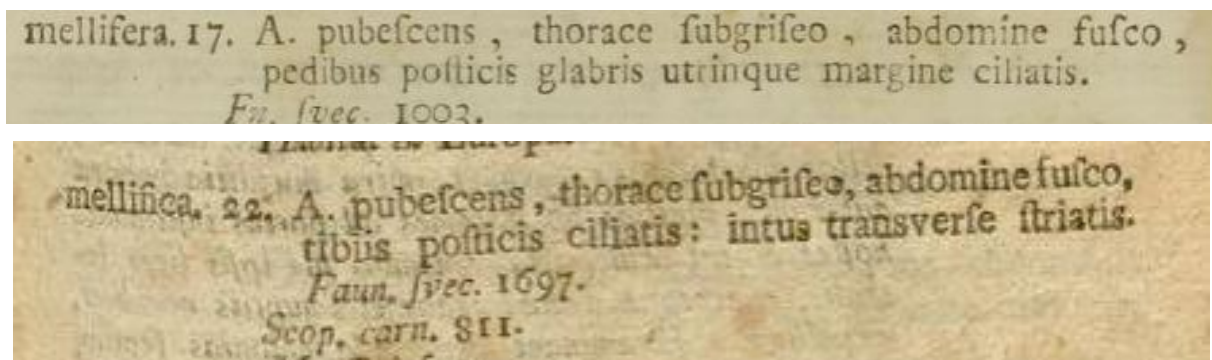 mellifera. 17. A. pubeſcens, thorace ſubgriſeo, abdomine fuſco,
pedibus poſticis glabris utrinque margine ciliatis.
Fn. ſvec. 1003.
mellifica. 22. A. pubeſcens, thorace ſubgriſeo, abdomine fuſco,
tibiis poſticis ciliatis: intus transverſe ſtriatis.
Faun. ſvec. 1697.
Scop. carn. 811.